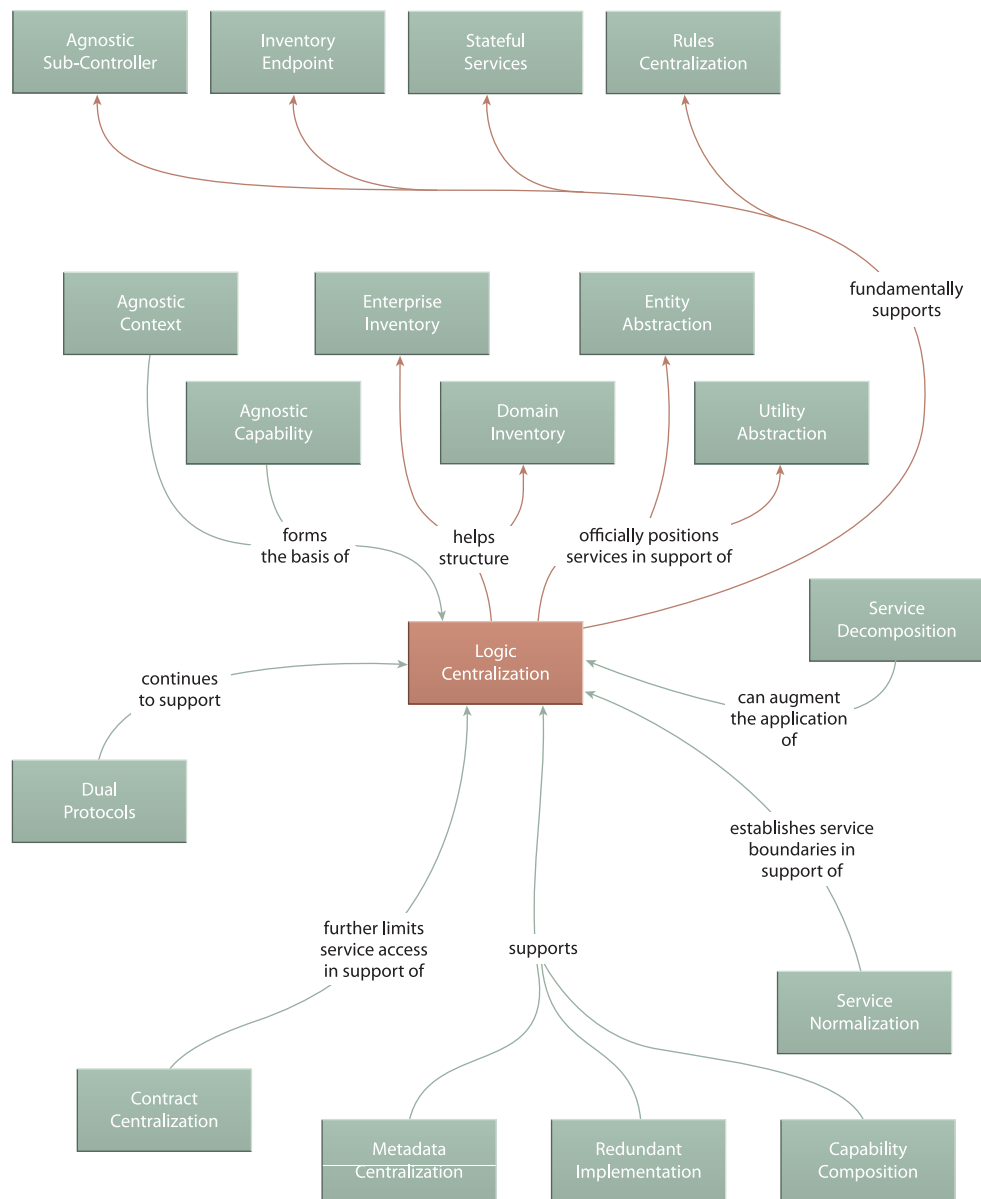 Agnostic
Sub-Controller
Inventory
Endpoint
Stateful
Services
Rules
Centralization
fundamentally
supports
Agnostic
Context
Enterprise
Inventory
Entity
Abstraction
Agnostic
Capability
Domain
Inventory
Utility
Abstraction
forms
the basis of
helps
structure
officially positions
services in support of
Service
Decomposition
Logic
Centralization
continues
to support
can augment
the application
of
Dual
Protocols
establishes service
boundaries in
support of
further limits
service access
in support of
supports
Service
Normalization
Contract
Centralization
Metadata
Centralization
Redundant
Implementation
Capability
Composition